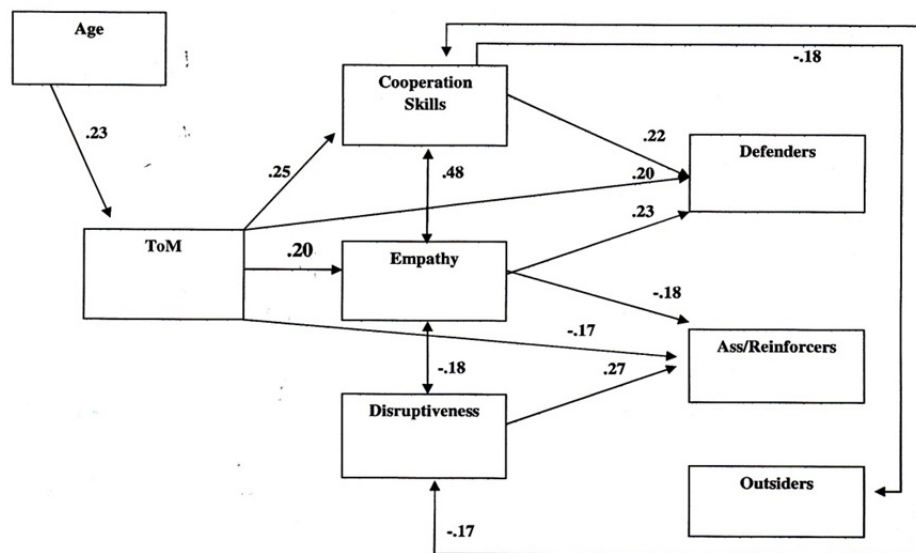 Age
-.18
Cooperation
Skills
.23
.22
Defenders
.25
.48
.20
.23
ToM
.20
Empathy
-.18
-.17
Ass/Reinforcers
-.18
.27
Disruptiveness
Outsiders
-.17